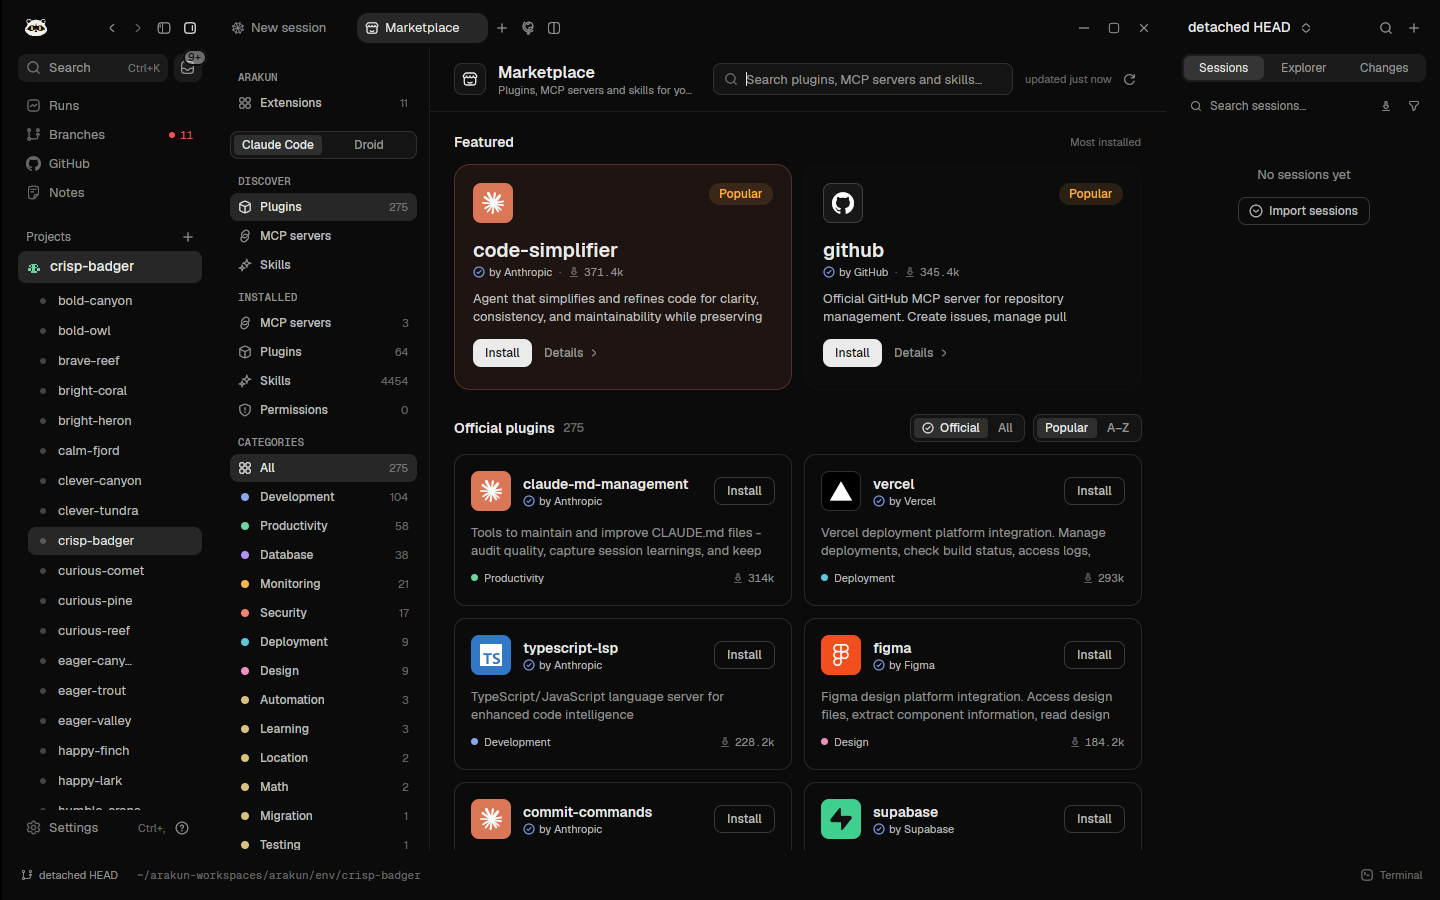 New session
Marketplace
detached HEAD
Search
Ctrl+K
9+
Runs
Branches
11
GitHub
Notes
Projects
crisp-badger
bold-canyon
bold-owl
brave-reef
bright-coral
bright-heron
calm-fjord
clever-canyon
clever-tundra
crisp-badger
curious-comet
curious-pine
curious-reef
eager-cany...
eager-trout
eager-valley
happy-finch
happy-lark
Settings
Ctrl+,
ARAKUN
Extensions 11
Claude Code
Droid
DISCOVER
Plugins 275
MCP servers
Skills
INSTALLED
MCP servers 3
Plugins 64
Skills 4454
Permissions 0
CATEGORIES
All 275
Development 104
Productivity 58
Database 38
Monitoring 21
Security 17
Deployment 9
Design 9
Automation 3
Learning 3
Location 2
Math 2
Migration 1
Testing 1
Marketplace
Plugins, MCP servers and skills for yo...
Search plugins, MCP servers and skills...
updated just now
Featured
Most installed
Popular
code-simplifier
by Anthropic · 371.4k
Agent that simplifies and refines code for clarity,
consistency, and maintainability while preserving
Install
Details
Popular
github
by GitHub · 345.4k
Official GitHub MCP server for repository
management. Create issues, manage pull
Install
Details
Official plugins 275
Official
All
Popular
A–Z
claude-md-management
by Anthropic
Install
Tools to maintain and improve CLAUDE.md files -
audit quality, capture session learnings, and keep
Productivity
314k
vercel
by Vercel
Install
Vercel deployment platform integration. Manage
deployments, check build status, access logs,
Deployment
293k
TS
typescript-lsp
by Anthropic
Install
TypeScript/JavaScript language server for
enhanced code intelligence
Development
228.2k
figma
by Figma
Install
Figma design platform integration. Access design
files, extract component information, read design
Design
184.2k
commit-commands
by Anthropic
Install
supabase
by Supabase
Install
Sessions
Explorer
Changes
Search sessions...
No sessions yet
Import sessions
detached HEAD
~/arakun-workspaces/arakun/env/crisp-badger
Terminal